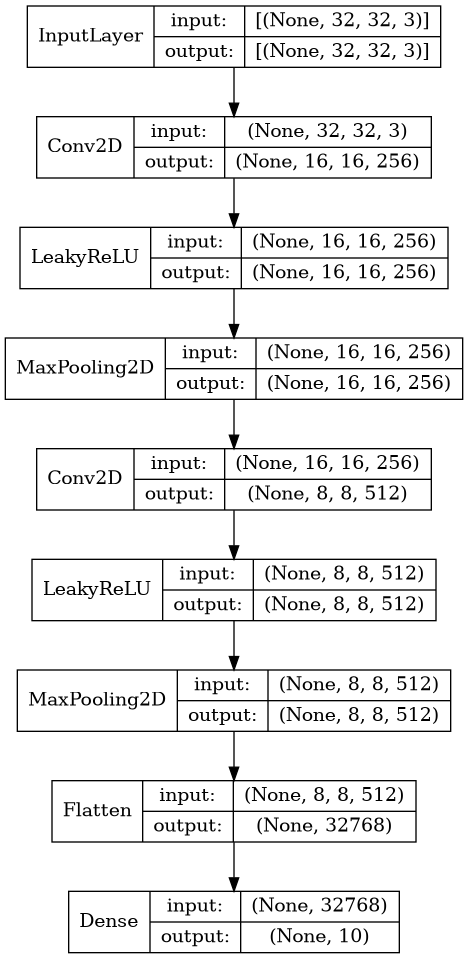 InputLayer
input: [(None, 32, 32, 3)]
output: [(None, 32, 32, 3)]
Conv2D
input: (None, 32, 32, 3)
output: (None, 16, 16, 256)
LeakyReLU
input: (None, 16, 16, 256)
output: (None, 16, 16, 256)
MaxPooling2D
input: (None, 16, 16, 256)
output: (None, 16, 16, 256)
Conv2D
input: (None, 16, 16, 256)
output: (None, 8, 8, 512)
LeakyReLU
input: (None, 8, 8, 512)
output: (None, 8, 8, 512)
MaxPooling2D
input: (None, 8, 8, 512)
output: (None, 8, 8, 512)
Flatten
input: (None, 8, 8, 512)
output: (None, 32768)
Dense
input: (None, 32768)
output: (None, 10)